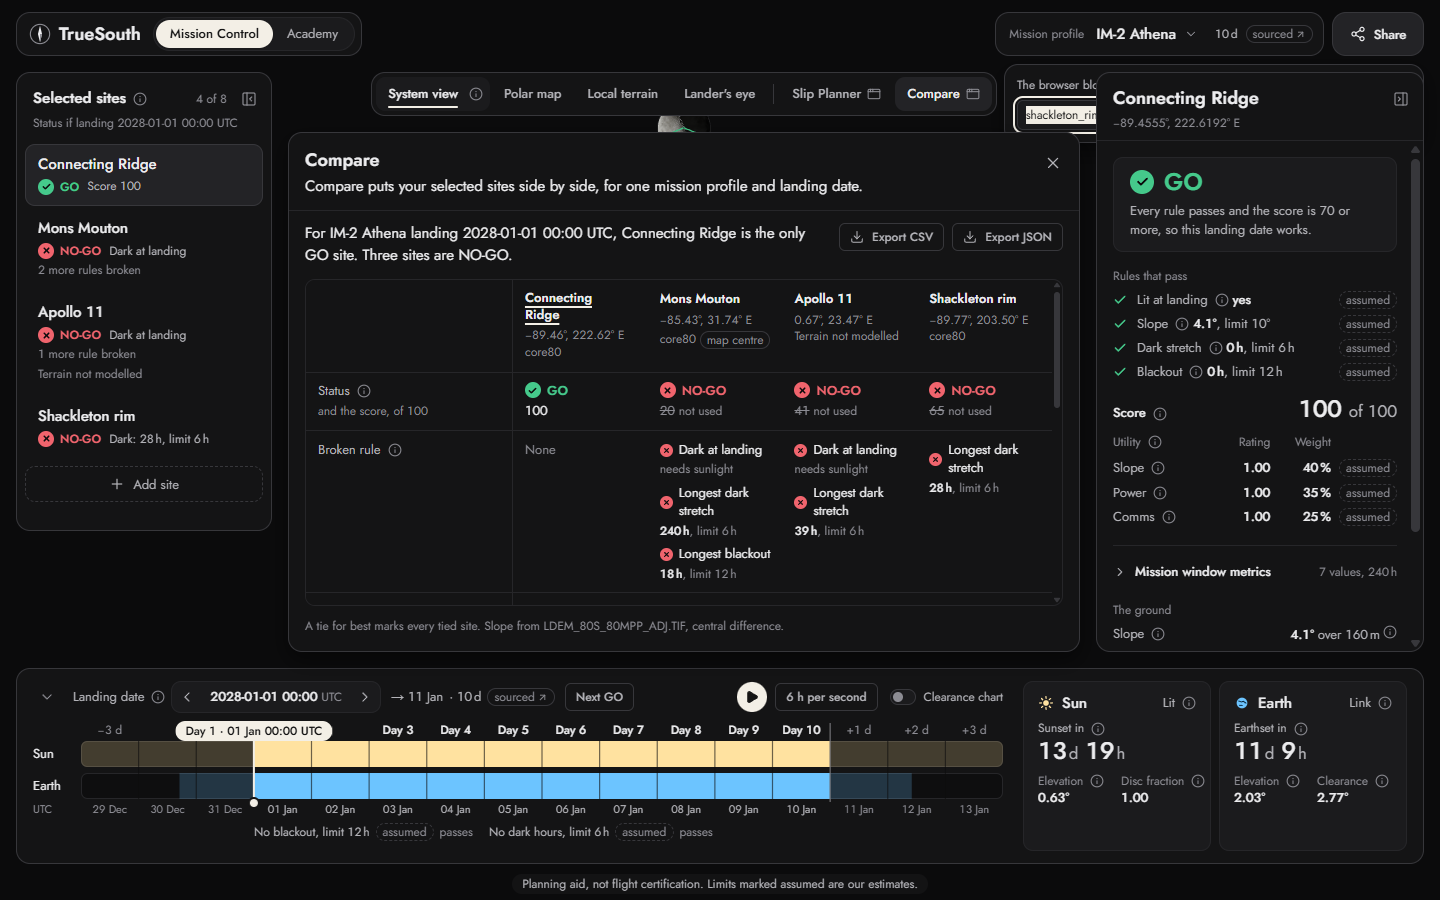 TrueSouth
Mission Control
Academy
Mission profile IM-2 Athena 10 d sourced ↗
Share
Selected sites 4 of 8
Status if landing 2028-01-01 00:00 UTC
Connecting Ridge
GO Score 100
Mons Mouton
NO-GO Dark at landing
2 more rules broken
Apollo 11
NO-GO Dark at landing
1 more rule broken
Terrain not modelled
Shackleton rim
NO-GO Dark: 28 h, limit 6 h
+ Add site
System view Polar map Local terrain Lander's eye Slip Planner Compare
The browser blo
shackleton_rim
Compare
Compare puts your selected sites side by side, for one mission profile and landing date.
For IM-2 Athena landing 2028-01-01 00:00 UTC, Connecting Ridge is the only
GO site. Three sites are NO-GO.
Export CSV
Export JSON
Connecting Ridge Mons Mouton Apollo 11 Shackleton rim
−89.46°, 222.62° E −85.43°, 31.74° E 0.67°, 23.47° E −89.77°, 203.50° E
core80 core80 map centre Terrain not modelled core80
Status GO NO-GO NO-GO NO-GO
and the score, of 100 100 20 not used 41 not used 65 not used
Broken rule None
Dark at landing
needs sunlight
Longest dark stretch
240 h, limit 6 h
Longest blackout
18 h, limit 12 h
Dark at landing
needs sunlight
Longest dark stretch
39 h, limit 6 h
Longest dark stretch
28 h, limit 6 h
A tie for best marks every tied site. Slope from LDEM_80S_80MPP_ADJ.TIF, central difference.
Connecting Ridge
−89.4555°, 222.6192° E
GO
Every rule passes and the score is 70 or
more, so this landing date works.
Rules that pass
Lit at landing yes assumed
Slope 4.1°, limit 10° assumed
Dark stretch 0 h, limit 6 h assumed
Blackout 0 h, limit 12 h assumed
Score 100 of 100
Utility Rating Weight
Slope 1.00 40 % assumed
Power 1.00 35 % assumed
Comms 1.00 25 % assumed
Mission window metrics 7 values, 240 h
The ground
Slope 4.1° over 160 m
Landing date 2028-01-01 00:00 UTC → 11 Jan · 10 d sourced ↗ Next GO
6 h per second Clearance chart
−3 d Day 1 · 01 Jan 00:00 UTC Day 3 Day 4 Day 5 Day 6 Day 7 Day 8 Day 9 Day 10 +1 d +2 d +3 d
Sun
Earth
UTC 29 Dec 30 Dec 31 Dec 01 Jan 02 Jan 03 Jan 04 Jan 05 Jan 06 Jan 07 Jan 08 Jan 09 Jan 10 Jan 11 Jan 12 Jan 13 Jan
No blackout, limit 12 h assumed passes No dark hours, limit 6 h assumed passes
Sun Lit
Sunset in
13 d 19 h
Elevation Disc fraction
0.63° 1.00
Earth Link
Earthset in
11 d 9 h
Elevation Clearance
2.03° 2.77°
Planning aid, not flight certification. Limits marked assumed are our estimates.